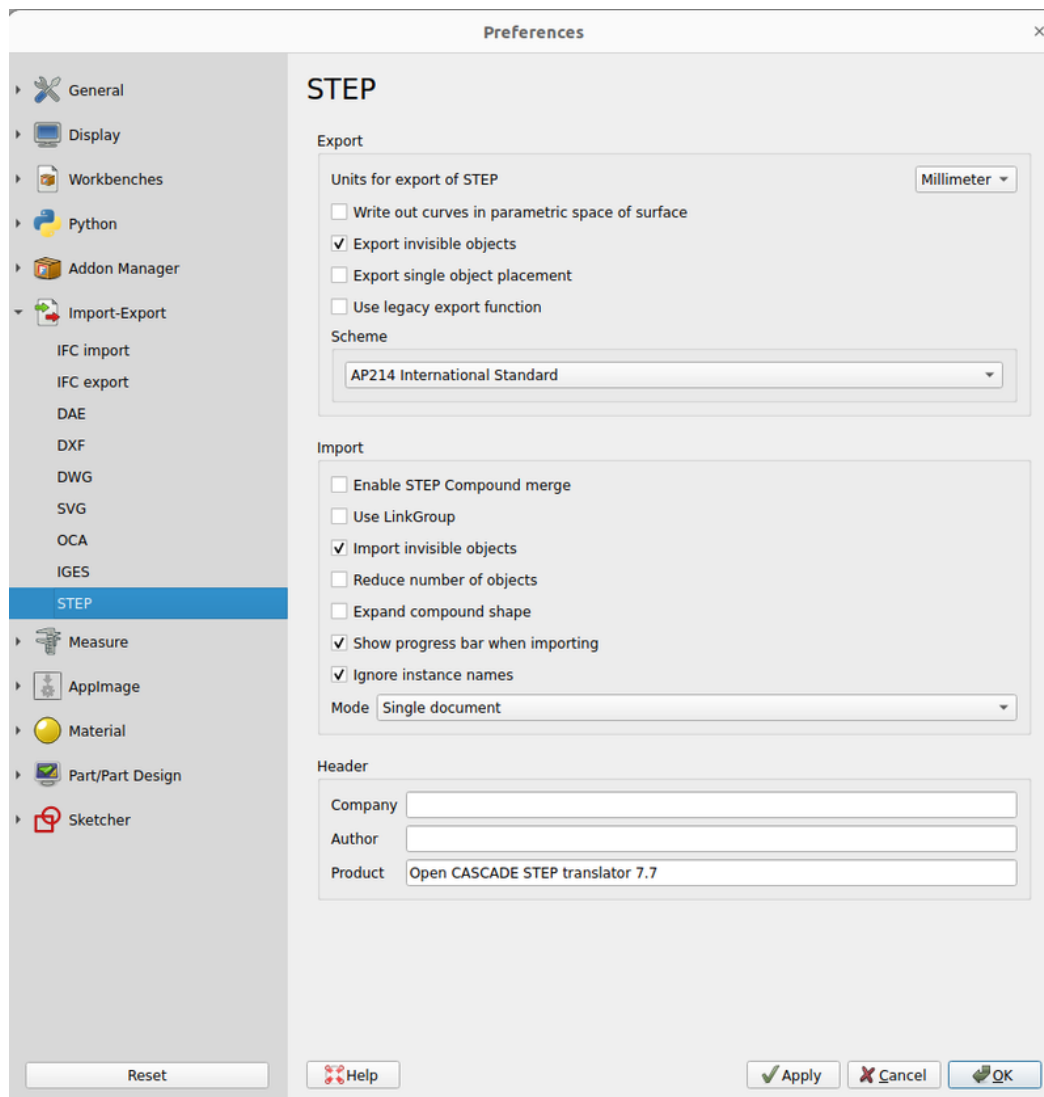 Preferences
General
Display
Workbenches
Python
Addon Manager
Import-Export
IFC import
IFC export
DAE
DXF
DWG
SVG
OCA
IGES
STEP
Measure
AppImage
Material
Part/Part Design
Sketcher
Reset
STEP
Export
Units for export of STEP Millimeter
Write out curves in parametric space of surface
Export invisible objects
Export single object placement
Use legacy export function
Scheme
AP214 International Standard
Import
Enable STEP Compound merge
Use LinkGroup
Import invisible objects
Reduce number of objects
Expand compound shape
Show progress bar when importing
Ignore instance names
Mode Single document
Header
Company
Author
Product Open CASCADE STEP translator 7.7
Help Apply Cancel OK